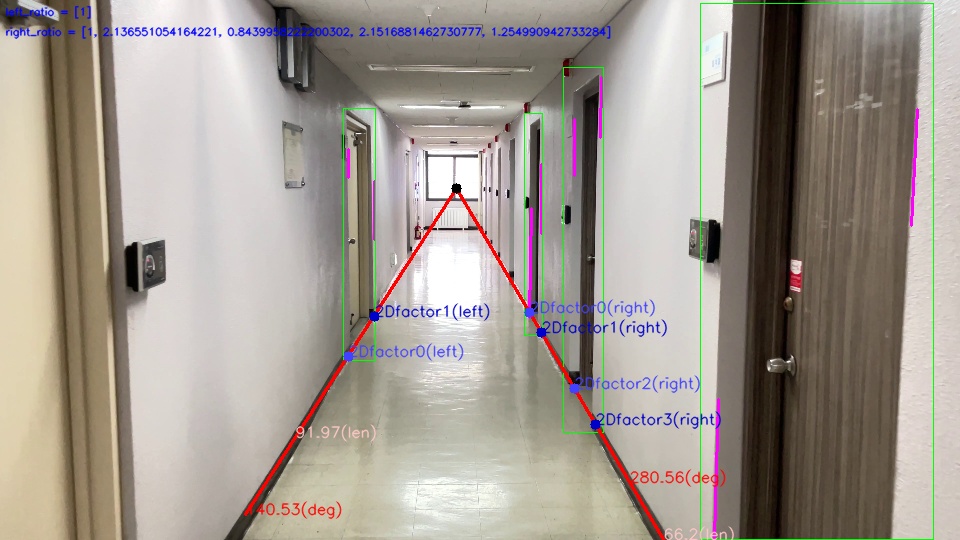 left_ratio = [1]
right_ratio = [1, 2.136551054164221, 0.8439958222200302, 2.1516881462730777, 1.254990942733284]
2Dfactor0(right)
2Dfactor1(left)
2Dfactor1(right)
2Dfactor0(left)
2Dfactor2(right)
2Dfactor3(right)
91.97(len)
280.56(deg)
40.53(deg)
66.2(len)